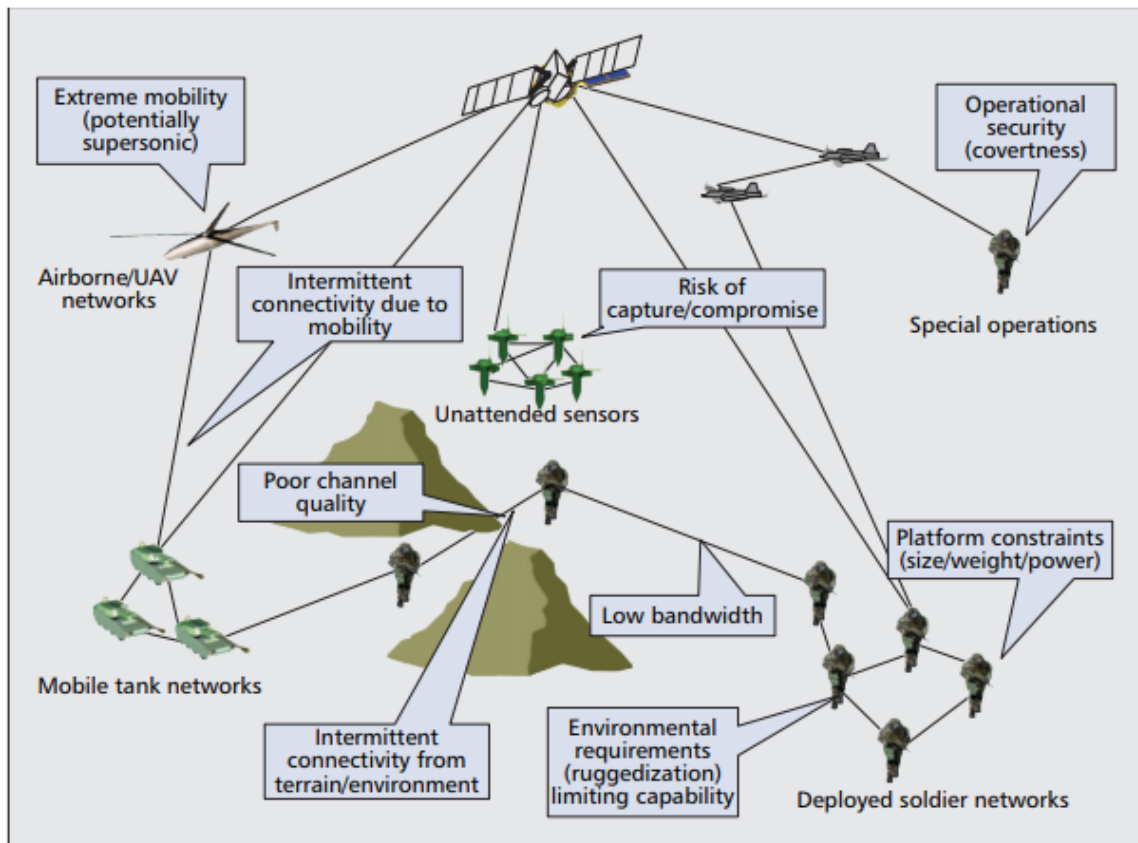 Extreme mobility
(potentially
supersonic)
Operational
security
(covertness)
Airborne/UAV
networks
Intermittent
connectivity due to
mobility
Risk of
capture/compromise
Special operations
Unattended sensors
Poor channel
quality
Platform constraints
(size/weight/power)
Low bandwidth
Mobile tank networks
Intermittent
connectivity from
terrain/environment
Environmental
requirements
(ruggedization)
limiting capability
Deployed soldier networks